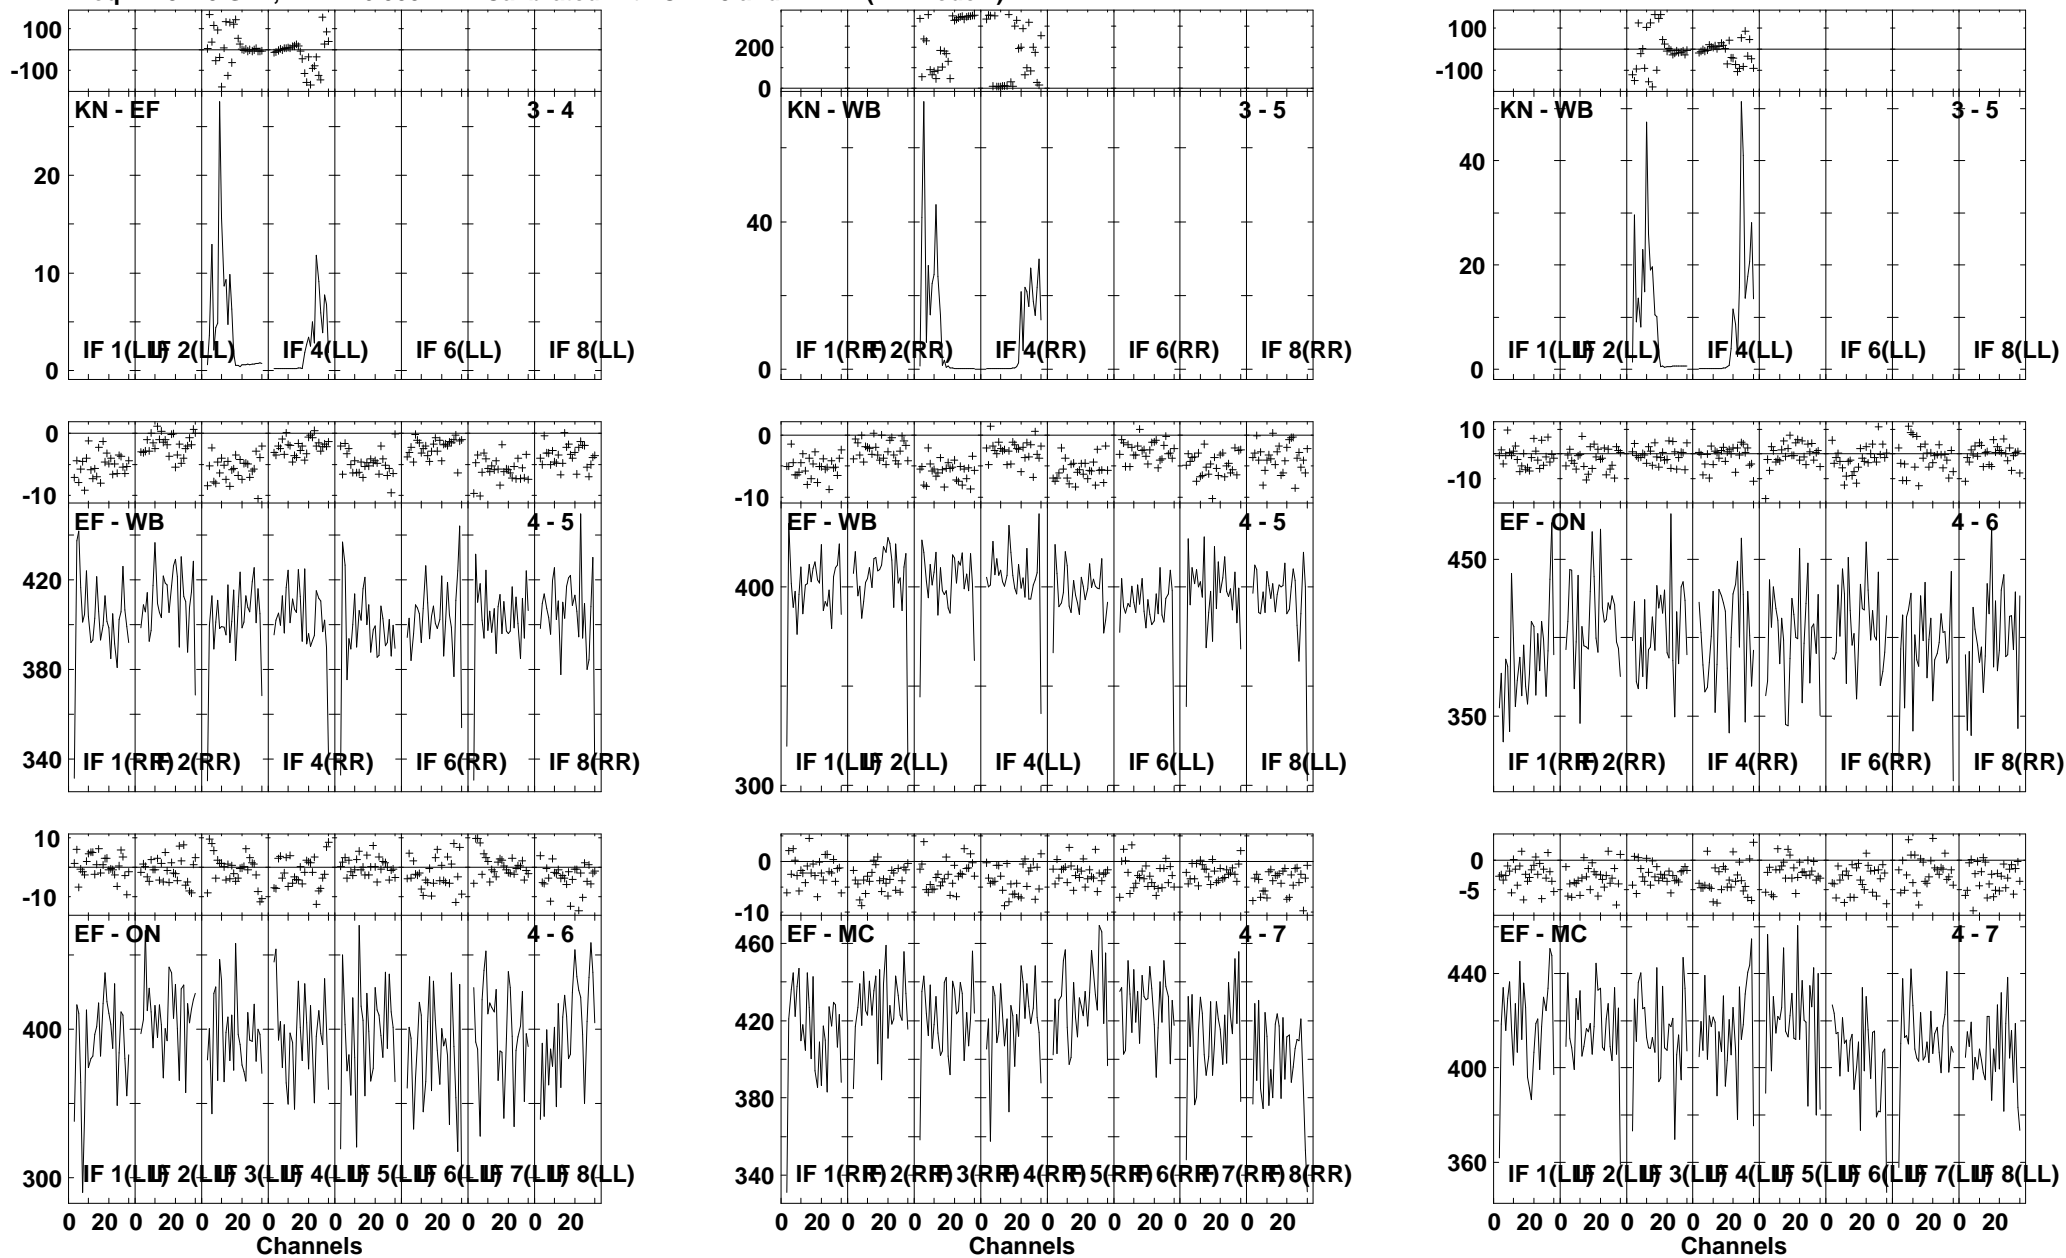 100
-100
KN - EF 3 - 4
20
10
0
IF 1(LL) IF 2(LL) IF 4(LL) IF 6(LL) IF 8(LL)
200
0
KN - WB 3 - 5
40
0
IF 1(RR) IF 2(RR) IF 4(RR) IF 6(RR) IF 8(RR)
100
-100
KN - WB 3 - 5
40
20
0
IF 1(LL) IF 2(LL) IF 4(LL) IF 6(LL) IF 8(LL)
0
-10
EF - WB 4 - 5
420
380
340
IF 1(RR) IF 2(RR) IF 4(RR) IF 6(RR) IF 8(RR)
0
-10
EF - WB 4 - 5
400
300
IF 1(LL) IF 2(LL) IF 4(LL) IF 6(LL) IF 8(LL)
10
-10
EF - ON 4 - 6
450
350
IF 1(RR) IF 2(RR) IF 4(RR) IF 6(RR) IF 8(RR)
10
-10
EF - ON 4 - 6
400
300
IF 1(LL) IF 2(LL) IF 3(LL) IF 4(LL) IF 5(LL) IF 6(LL) IF 7(LL) IF 8(LL)
0 20 0 20 0 20 0 20 0 20 0 20 0 20 0 20
Channels
0
-10
EF - MC 4 - 7
460
420
380
340
IF 1(RR) IF 2(RR) IF 3(RR) IF 4(RR) IF 5(RR) IF 6(RR) IF 7(RR) IF 8(RR)
0 20 0 20 0 20 0 20 0 20 0 20 0 20 0 20
Channels
0
-5
EF - MC 4 - 7
440
400
360
IF 1(LL) IF 2(LL) IF 3(LL) IF 4(LL) IF 5(LL) IF 6(LL) IF 7(LL) IF 8(LL)
0 20 0 20 0 20 0 20 0 20 0 20 0 20 0 20
Channels